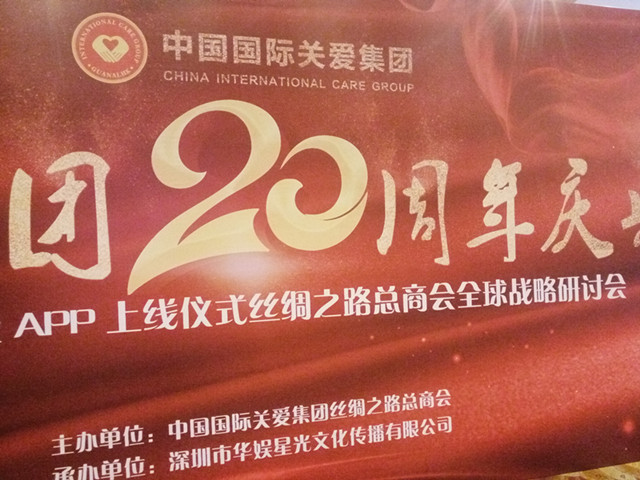 INTERNATIONAL CARE GROUP
GUANAI.HK
中国国际关爱集团
CHINA INTERNATIONAL CARE GROUP
团20周年庆
APP 上线仪式丝绸之路总商会全球战略研讨会
主办单位：中国国际关爱集团丝绸之路总商会
承办单位：深圳市华娱星光文化传播有限公司